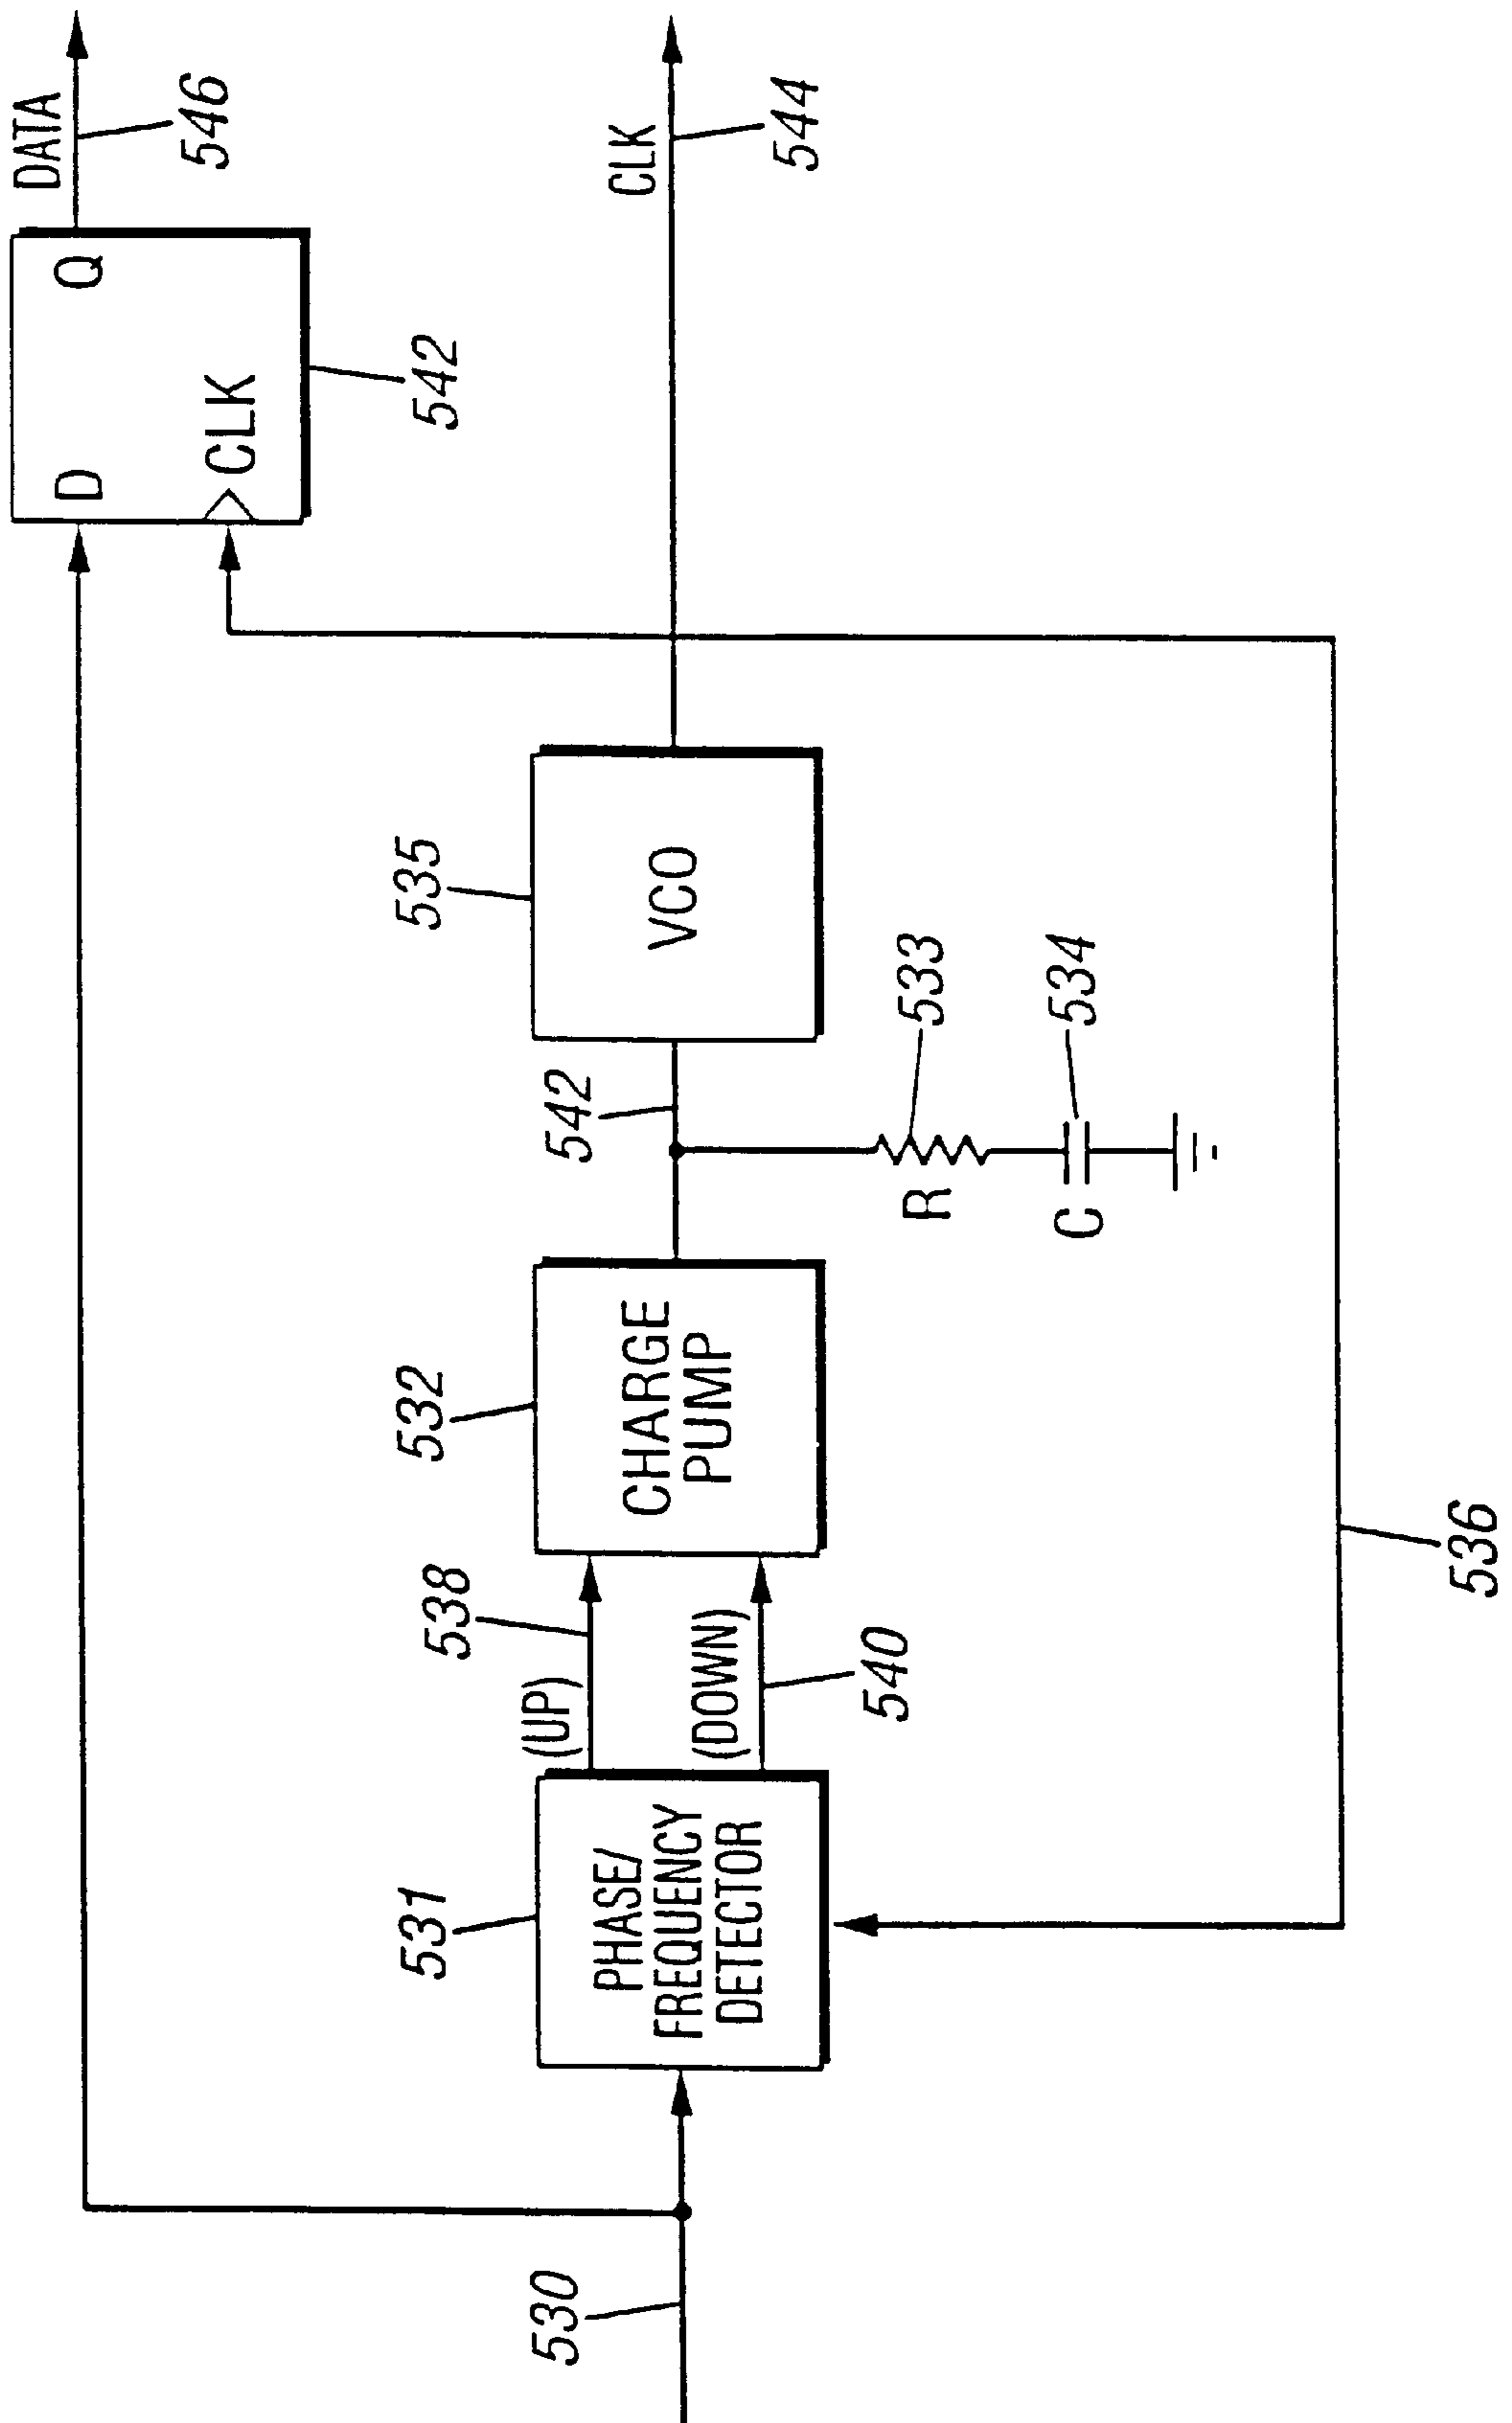 DATA
546
D
Q
CLK
542
CLK
544
535
VCO
542
533
R
534
C
532
CHARGE
PUMP
538
(UP)
(DOWN)
540
531
PHASE/
FREQUENCY
DETECTOR
530
536